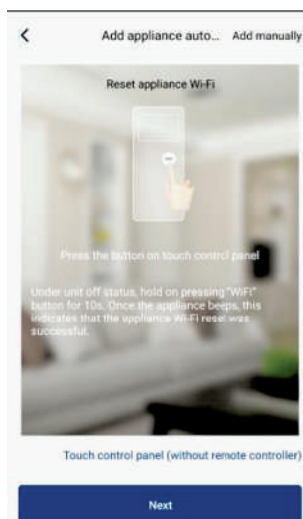 Add appliance auto... Add manually
Reset appliance Wi-Fi
Press the button on touch contrcl panel
Under unit off status, hold on pressing "WiFi"
button for 10s. Once the appliance beeps, this
indicates that the appliance Wi-Fi reset was
successful.
Touch control panel (without remote controller)
Next